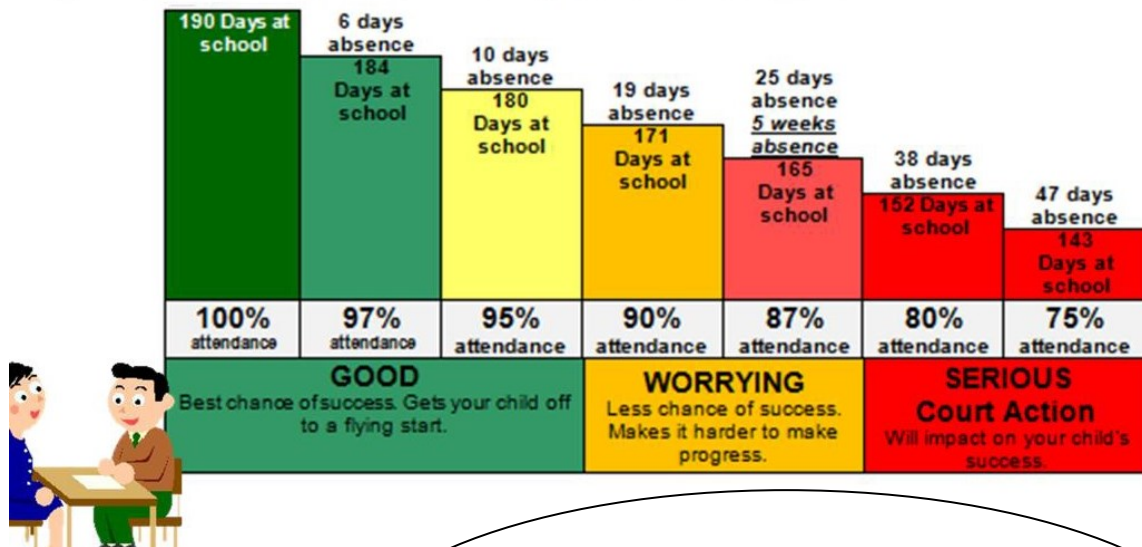 190 Days at
school
6 days
absence
184
Days at
school
10 days
absence
180
Days at
school
19 days
absence
171
Days at
school
25 days
absence
5 weeks
absence
165
Days at
school
38 days
absence
152 Days at
school
47 days
absence
143
Days at
school
100%
attendance
97%
attendance
95%
attendance
90%
attendance
87%
attendance
80%
attendance
75%
attendance
GOOD
Best chance of success. Gets your child off
to a flying start.
WORRYING
Less chance of success.
Makes it harder to make
progress.
SERIOUS
Court Action
Will impact on your child's
success.